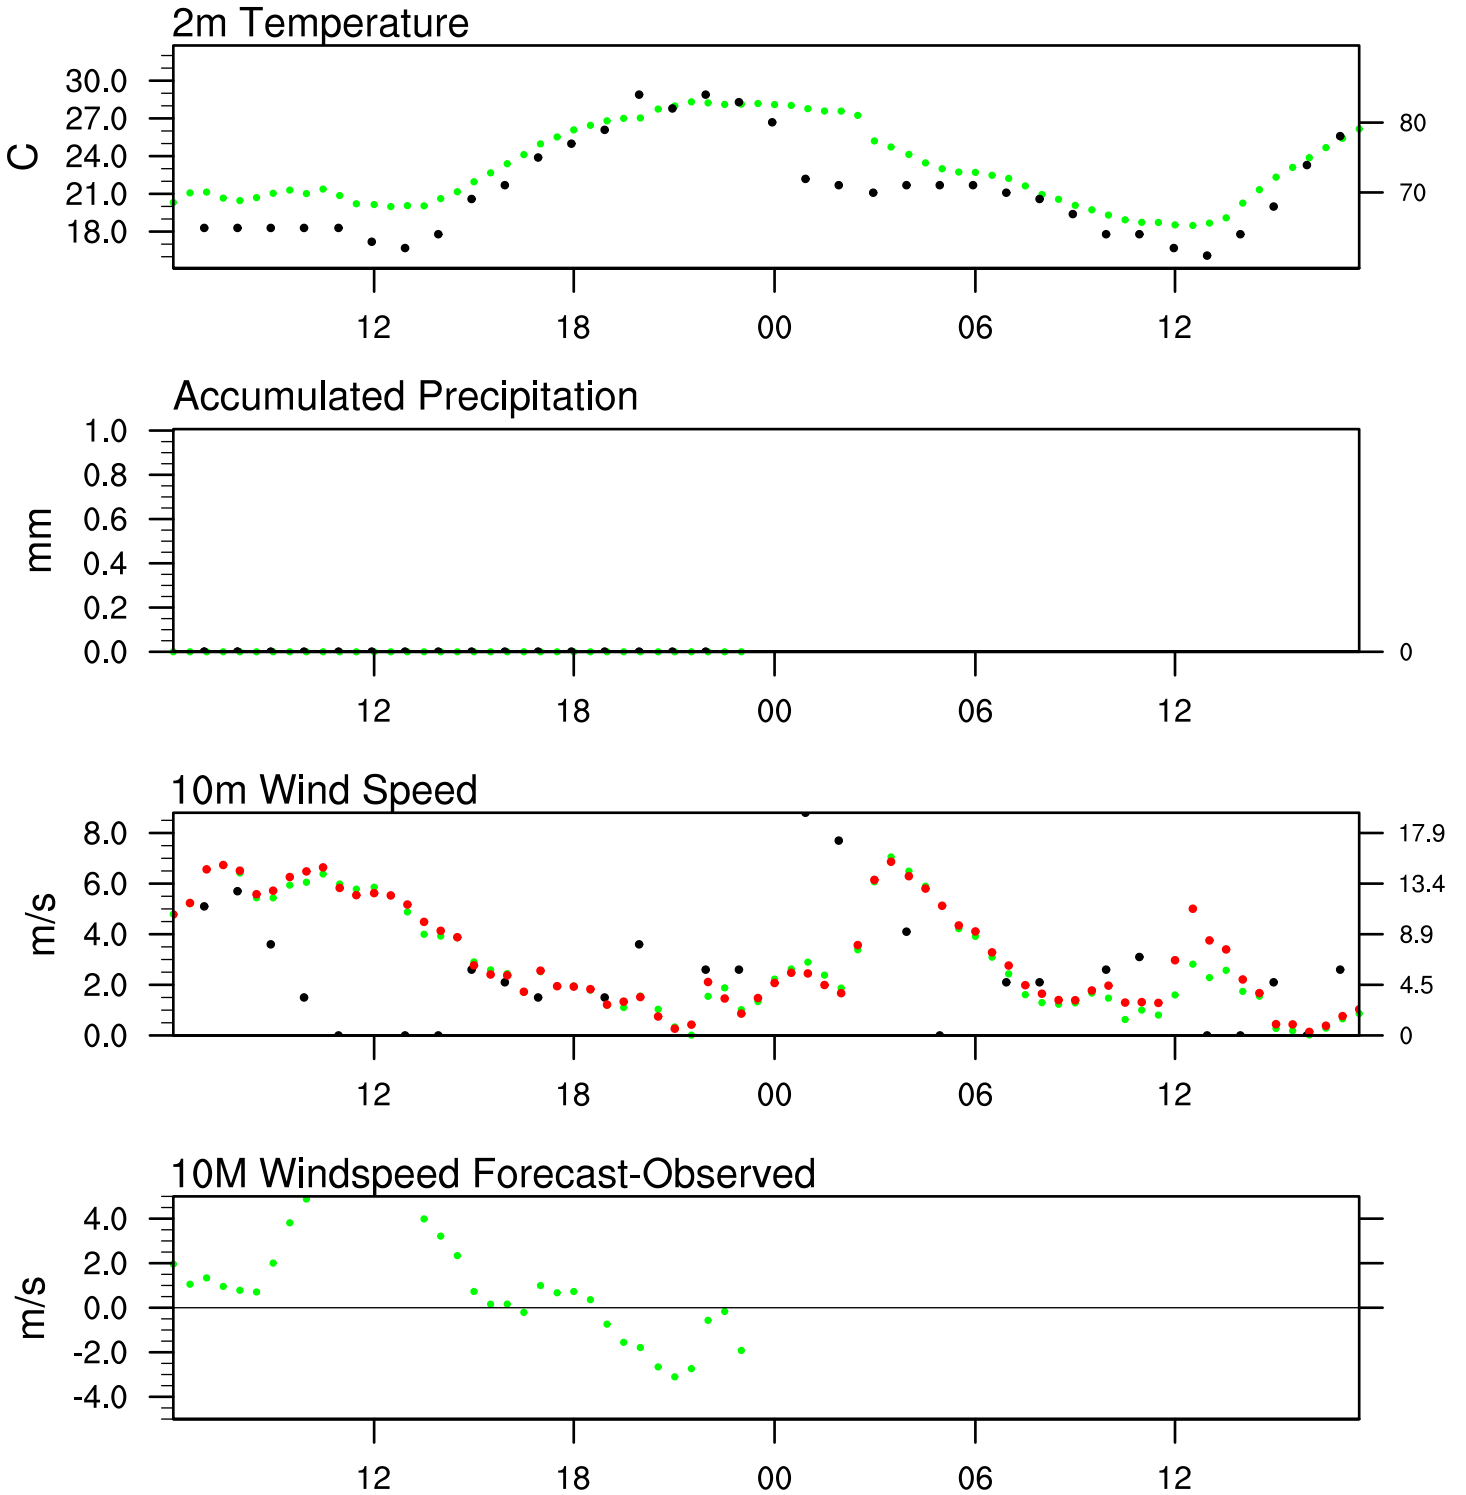 2m Temperature
30.0
27.0
24.0
21.0
18.0
C
80
70
12 18 00 06 12
Accumulated Precipitation
1.0
0.8
0.6
0.4
0.2
0.0
mm
0
12 18 00 06 12
10m Wind Speed
8.0
6.0
4.0
2.0
0.0
m/s
17.9
13.4
8.9
4.5
0
12 18 00 06 12
10M Windspeed Forecast-Observed
4.0
2.0
0.0
-2.0
-4.0
m/s
12 18 00 06 12